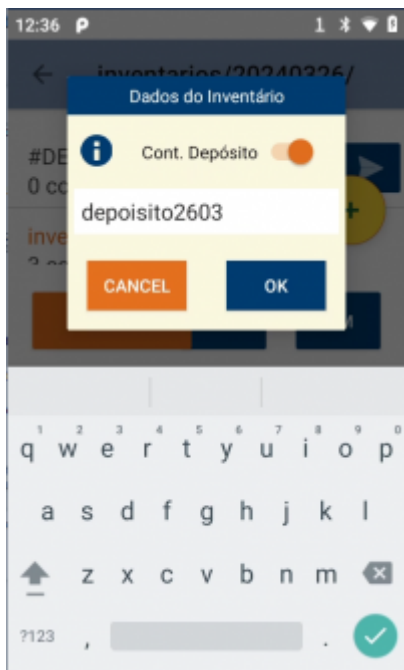 12:36 P 1
inventarios/20240326/
Dados do Inventário
#DE
Cont. Depósito
0 co
depoisito2603
+
inve
CANCEL
OK
M
1 2 3 4 5 6 7 8 9 0
q w e r t y u i o p
a s d f g h j k l
z x c v b n m
?123 , .